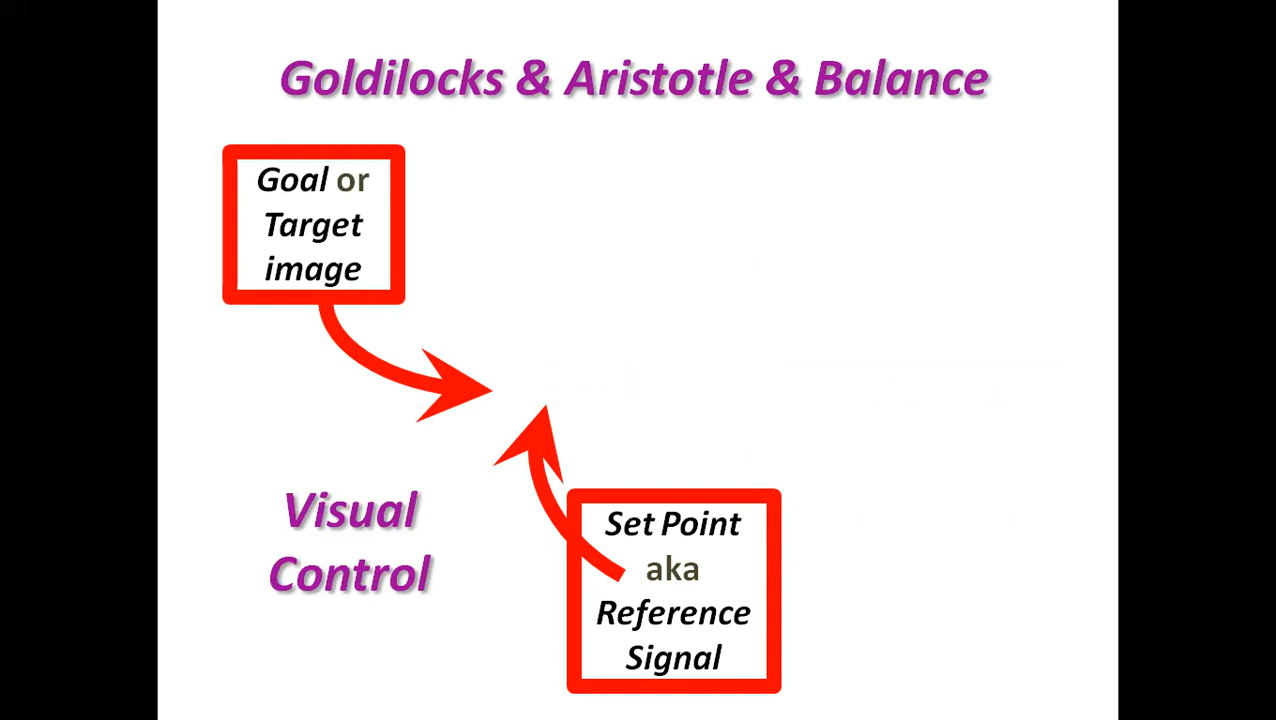 Goldilocks & Aristotle & Balance
Goal or
Target
image
Visual
Control
Set Point
aka
Reference
Signal